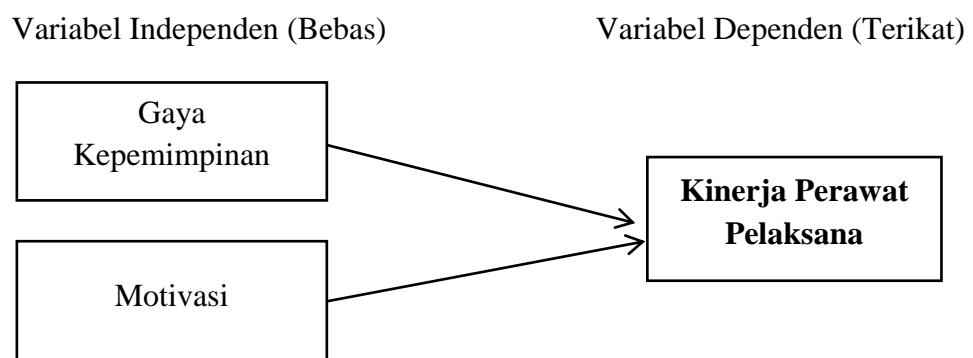 Variabel Independen (Bebas)
Variabel Dependen (Terikat)
Gaya
Kepemimpinan
Kinerja Perawat
Pelaksana
Motivasi